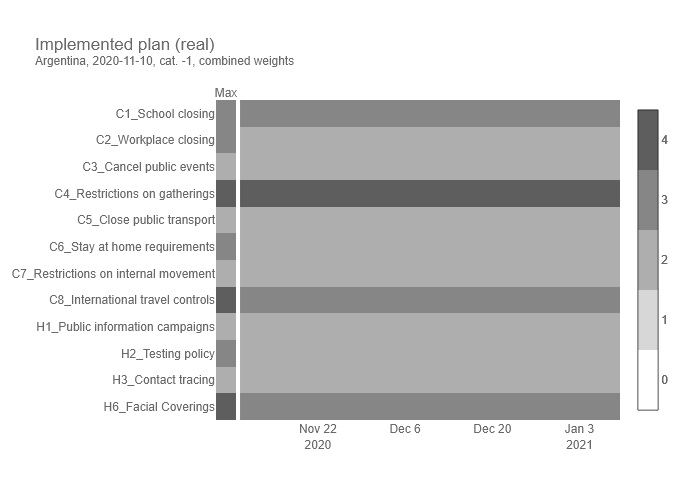 Implemented plan (real)
Argentina, 2020-11-10, cat. -1, combined weights
Max
C1_School closing
C2_Workplace closing
C3_Cancel public events
C4_Restrictions on gatherings
C5_Close public transport
C6_Stay at home requirements
C7_Restrictions on internal movement
C8_International travel controls
H1_Public information campaigns
H2_Testing policy
H3_Contact tracing
H6_Facial Coverings
Nov 22 Dec 6 Dec 20 Jan 3
2020 2021
4
3
2
1
0